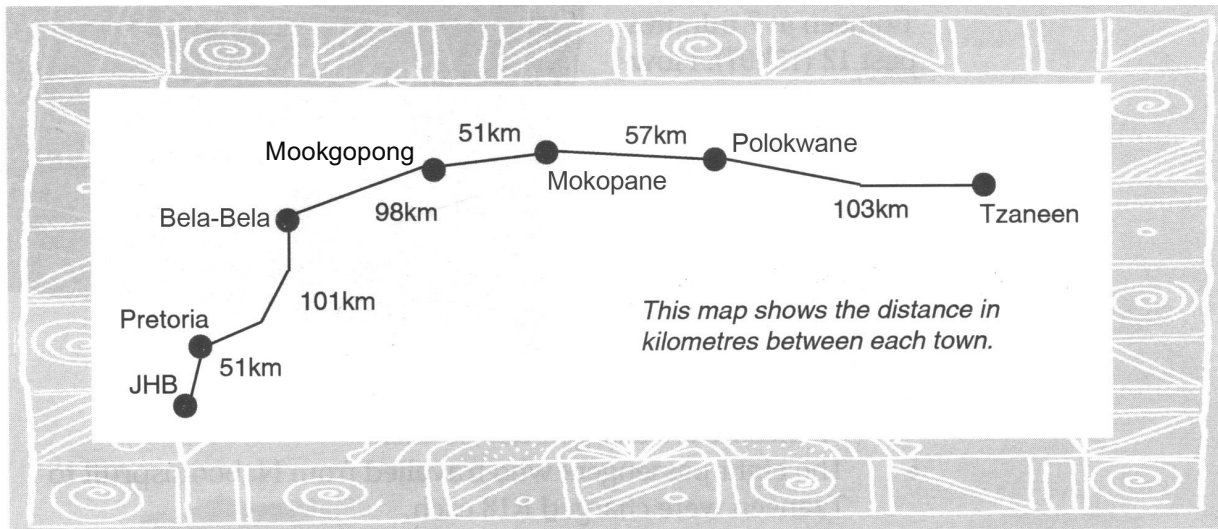 51km
57km
Polokwane
Mookgopong
Mokopane
Bela-Bela
98km
103km
Tzaneen
101km
This map shows the distance in
kilometres between each town.
Pretoria
51km
JHB